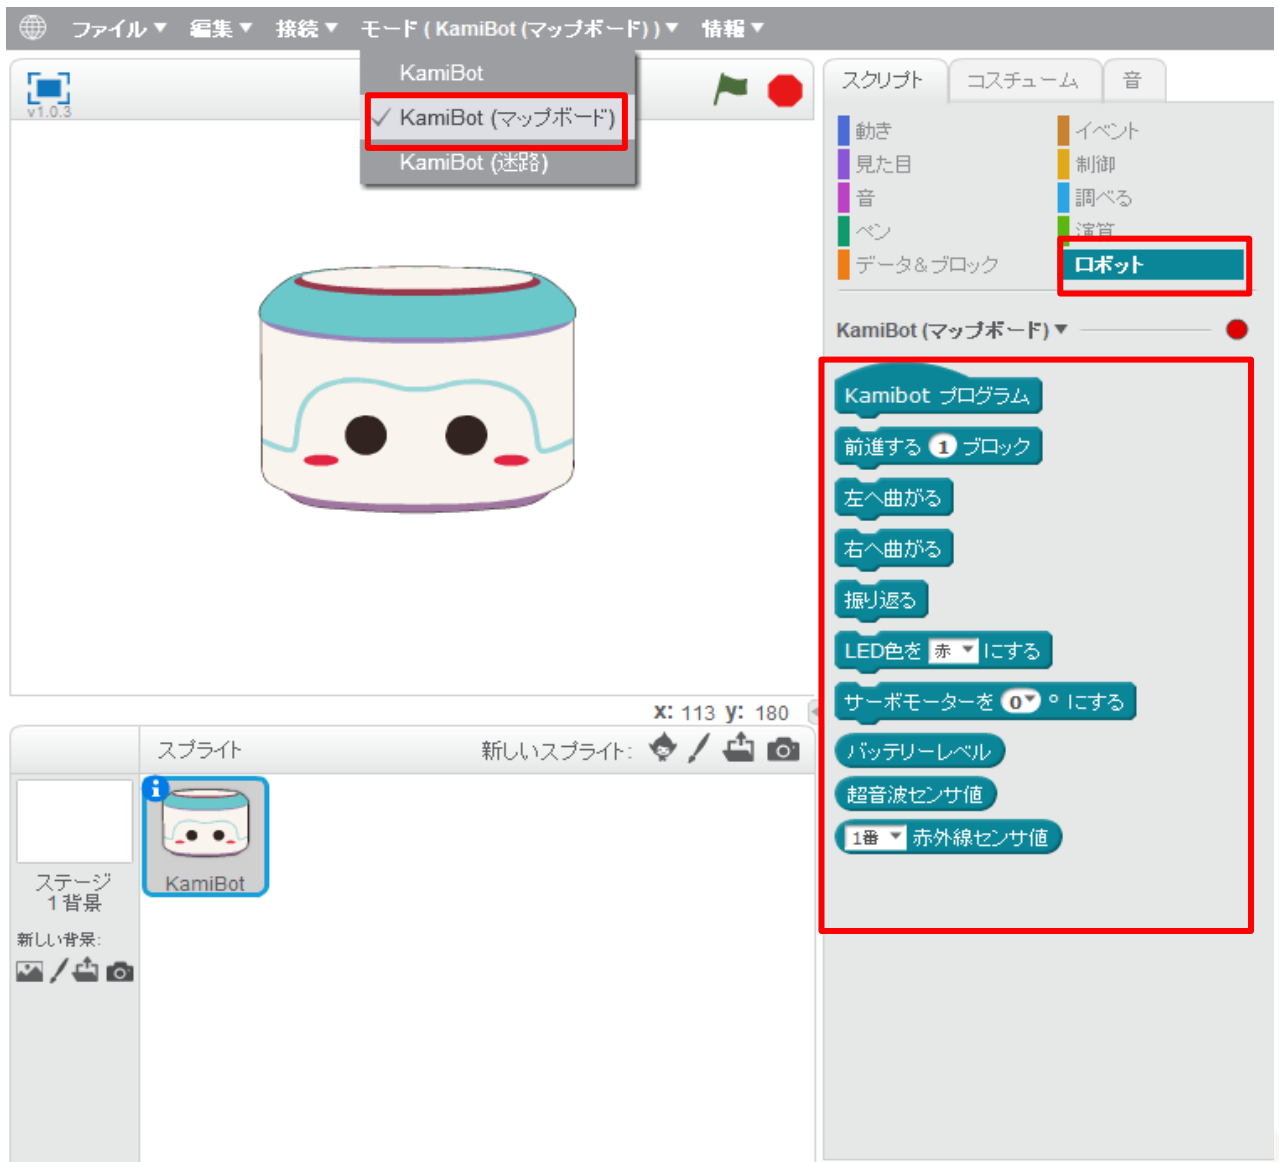 ファイル▼ 編集▼ 接続▼ モード ( KamiBot (マップボード) )▼ 情報▼
KamiBot
✓ KamiBot (マップボード)
KamiBot (迷路)
v1.0.3
スクリプト コスチューム 音
動き イベント
見た目 制御
音 調べる
ペン 演算
データ&ブロック ロボット
KamiBot (マップボード)▼
Kamibot プログラム
前進する 1 ブロック
左へ曲がる
右へ曲がる
振り返る
LED色を 赤▼ にする
サーボモーターを 0▼ ° にする
バッテリーレベル
超音波センサ値
1番▼ 赤外線センサ値
x: 113 y: 180
スプライト 新しいスプライト:
KamiBot
ステージ
1 背景
新しい背景: